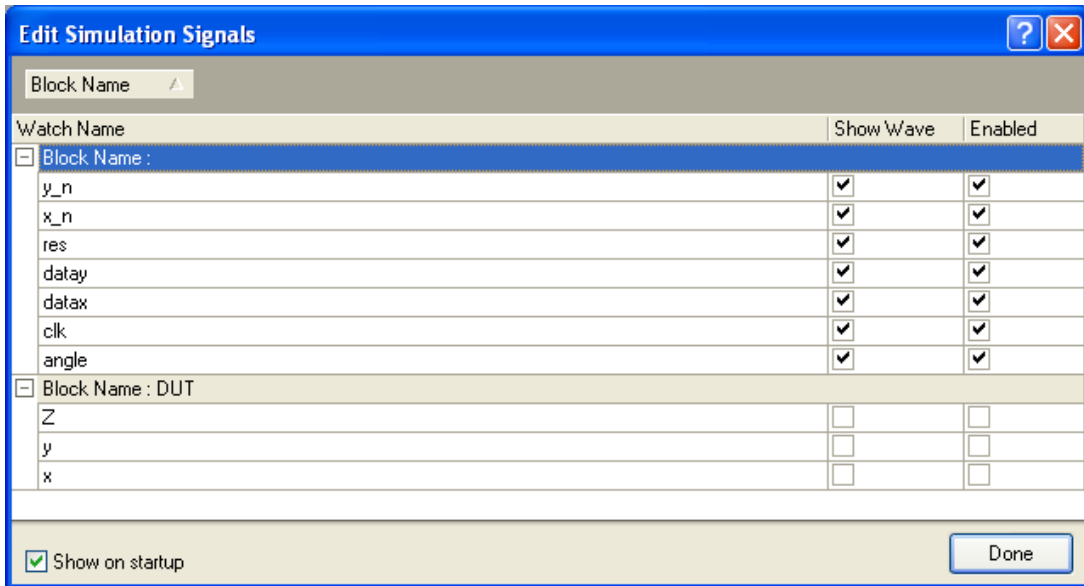 Edit Simulation Signals
Block Name
Watch Name Show Wave Enabled
Block Name :
y_n
x_n
res
datay
datax
clk
angle
Block Name : DUT
Z
y
x
Show on startup
Done